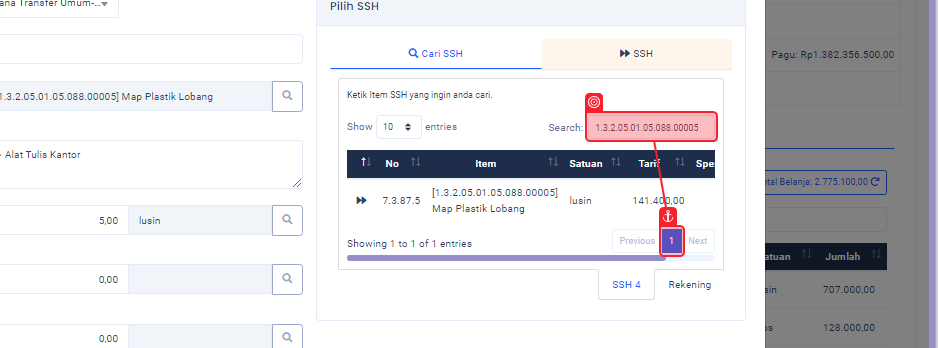 ana Transfer Umum-...
Pilih SSH
Pagu: Rp1.382.356.500,00
Cari SSH
SSH
1.3.2.05.01.05.088.00005] Map Plastik Lobang
Ketik Item SSH yang ingin anda cari.
Show 10 entries
Search: 1.3.2.05.01.05.088.00005
Alat Tulis Kantor
No Item Satuan Tarif Spe
otal Belanja: 2.775.100,00
7.3.87.5 [1.3.2.05.01.05.088.00005] Map Plastik Lobang lusin 141.400,00
5,00 lusin
Showing 1 to 1 of 1 entries
Previous 1 Next
atuan Jumlah
0,00
SSH 4 Rekening
sin 707.000,00
os 128.000,00
0,00